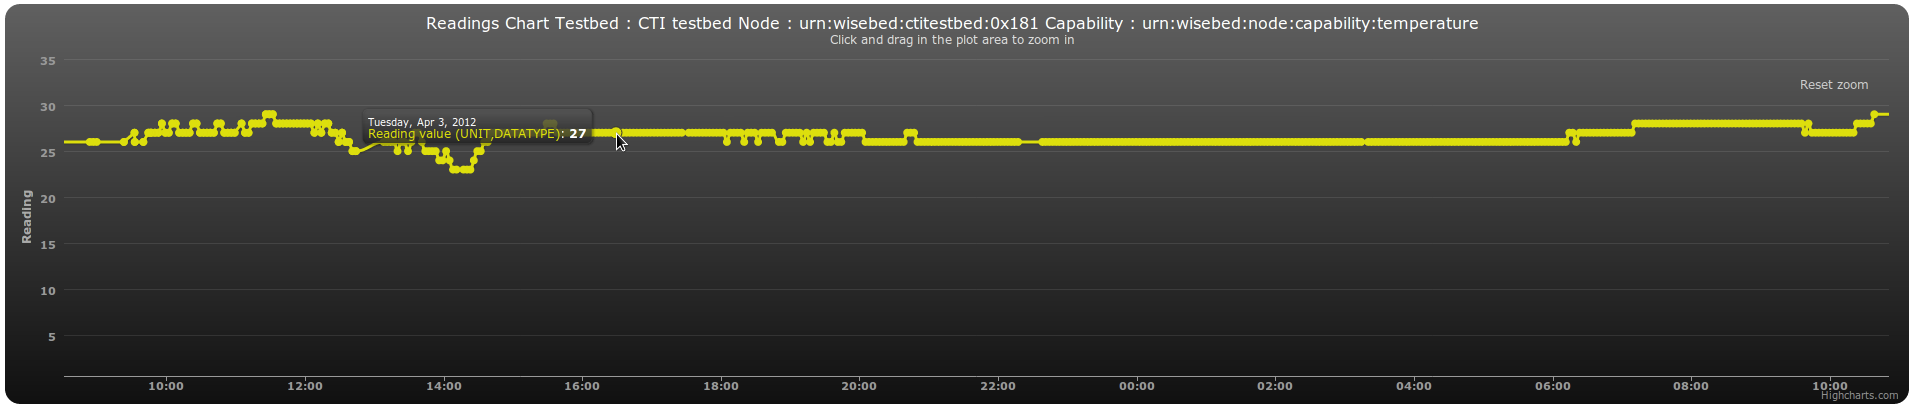 Readings Chart Testbed : CTI testbed Node : urn:wisebed:ctitestbed:0x181 Capability : urn:wisebed:node:capability:temperature
Click and drag in the plot area to zoom in
Reset zoom
35
30
25
20
15
10
5
Reading
Tuesday, Apr 3, 2012
Reading value (UNIT,DATATYPE): 27
10:00 12:00 14:00 16:00 18:00 20:00 22:00 00:00 02:00 04:00 06:00 08:00 10:00
Highcharts.com